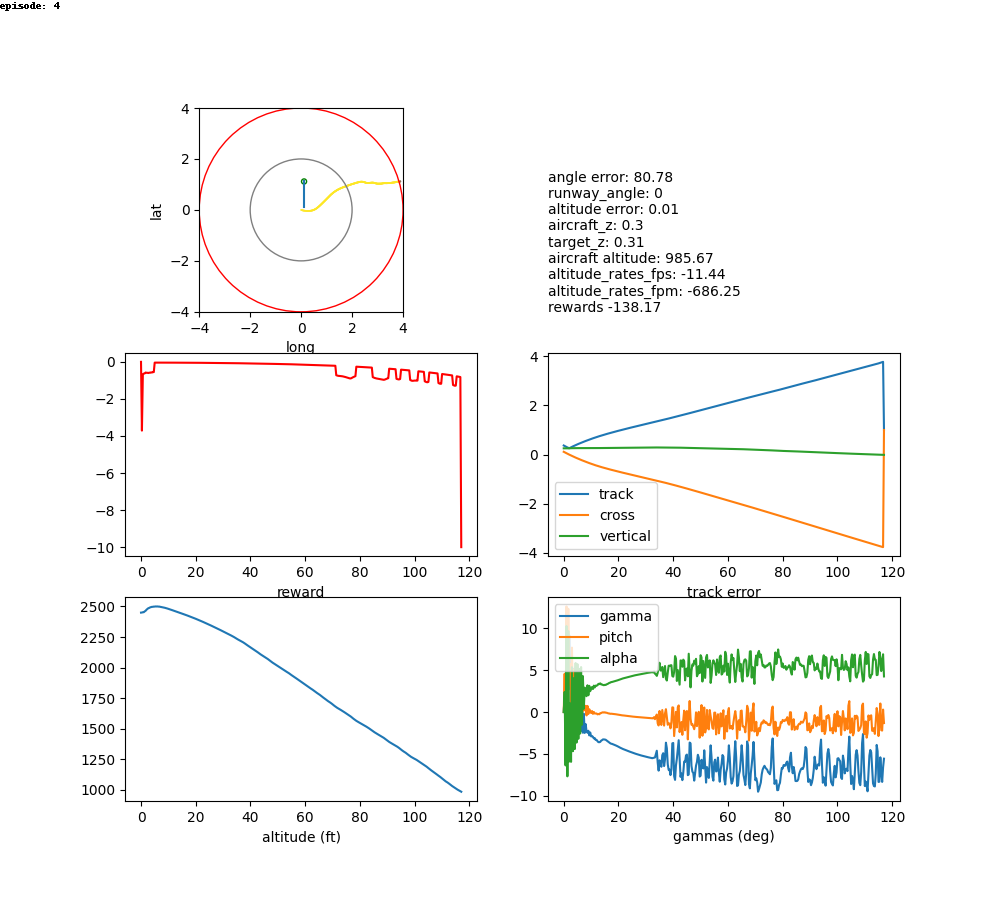 episode: 4
4
2
0
−2
−4
lat
−4 −2 0 2 4
long
angle error: 80.78
runway_angle: 0
altitude error: 0.01
aircraft_z: 0.3
target_z: 0.31
aircraft altitude: 985.67
altitude_rates_fps: -11.44
altitude_rates_fpm: -686.25
rewards -138.17
0
−2
−4
−6
−8
−10
0 20 40 60 80 100 120
reward
4
2
0
−2
−4
track
cross
vertical
0 20 40 60 80 100 120
track error
2500
2250
2000
1750
1500
1250
1000
0 20 40 60 80 100 120
altitude (ft)
10
5
0
−5
−10
gamma
pitch
alpha
0 20 40 60 80 100 120
gammas (deg)